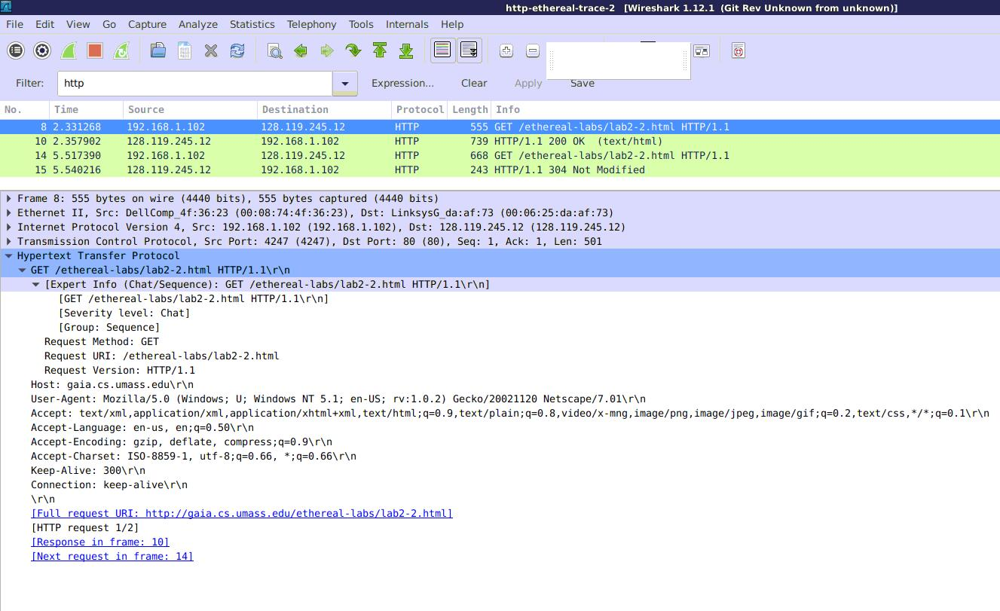 http-ethereal-trace-2   [Wireshark 1.12.1  (Git Rev Unknown from unknown)]
File Edit View Go Capture Analyze Statistics Telephony Tools Internals Help
Filter: http Expression... Clear Apply Save
No. Time Source Destination Protocol Length Info
8 2.331268 192.168.1.102 128.119.245.12 HTTP 555 GET /ethereal-labs/lab2-2.html HTTP/1.1
10 2.357902 128.119.245.12 192.168.1.102 HTTP 739 HTTP/1.1 200 OK  (text/html)
14 5.517390 192.168.1.102 128.119.245.12 HTTP 668 GET /ethereal-labs/lab2-2.html HTTP/1.1
15 5.540216 128.119.245.12 192.168.1.102 HTTP 243 HTTP/1.1 304 Not Modified
Frame 8: 555 bytes on wire (4440 bits), 555 bytes captured (4440 bits)
Ethernet II, Src: DellComp_4f:36:23 (00:08:74:4f:36:23), Dst: LinksysG_da:af:73 (00:06:25:da:af:73)
Internet Protocol Version 4, Src: 192.168.1.102 (192.168.1.102), Dst: 128.119.245.12 (128.119.245.12)
Transmission Control Protocol, Src Port: 4247 (4247), Dst Port: 80 (80), Seq: 1, Ack: 1, Len: 501
Hypertext Transfer Protocol
GET /ethereal-labs/lab2-2.html HTTP/1.1\r\n
[Expert Info (Chat/Sequence): GET /ethereal-labs/lab2-2.html HTTP/1.1\r\n]
[GET /ethereal-labs/lab2-2.html HTTP/1.1\r\n]
[Severity level: Chat]
[Group: Sequence]
Request Method: GET
Request URI: /ethereal-labs/lab2-2.html
Request Version: HTTP/1.1
Host: gaia.cs.umass.edu\r\n
User-Agent: Mozilla/5.0 (Windows; U; Windows NT 5.1; en-US; rv:1.0.2) Gecko/20021120 Netscape/7.01\r\n
Accept: text/xml,application/xml,application/xhtml+xml,text/html;q=0.9,text/plain;q=0.8,video/x-mng,image/png,image/jpeg,image/gif;q=0.2,text/css,*/*;q=0.1\r\n
Accept-Language: en-us, en;q=0.50\r\n
Accept-Encoding: gzip, deflate, compress;q=0.9\r\n
Accept-Charset: ISO-8859-1, utf-8;q=0.66, *;q=0.66\r\n
Keep-Alive: 300\r\n
Connection: keep-alive\r\n
\r\n
[Full request URI: http://gaia.cs.umass.edu/ethereal-labs/lab2-2.html]
[HTTP request 1/2]
[Response in frame: 10]
[Next request in frame: 14]